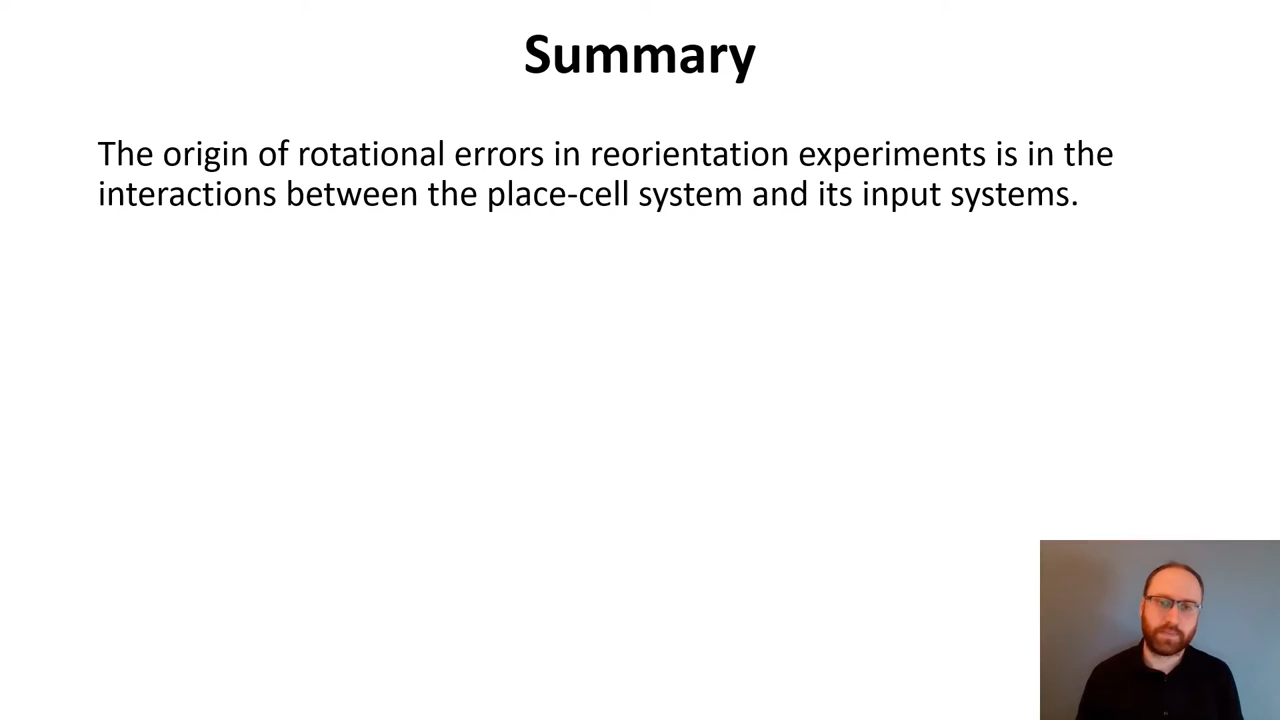 Summary
The origin of rotational errors in reorientation experiments is in the
interactions between the place-cell system and its input systems.